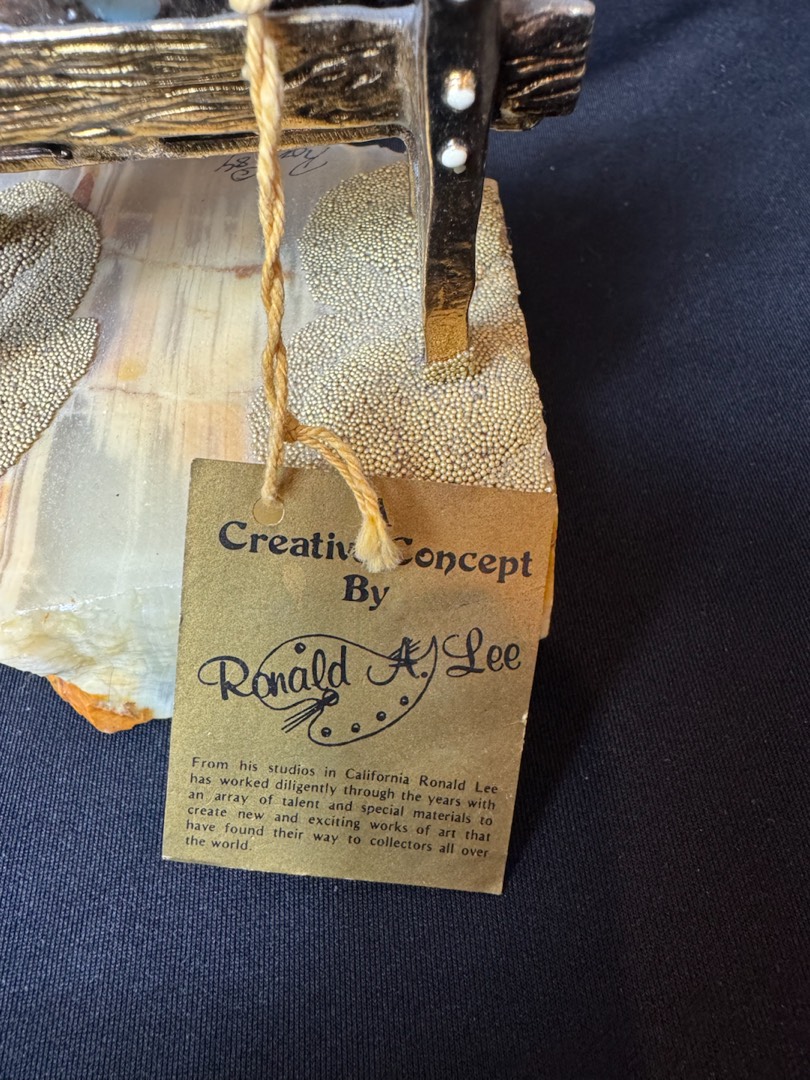 A
Creative Concept
By
Ronald A. Lee
From his studios in California Ronald Lee
has worked diligently through the years with
an array of talent and special materials to
create new and exciting works of art that
have found their way to collectors all over
the world.